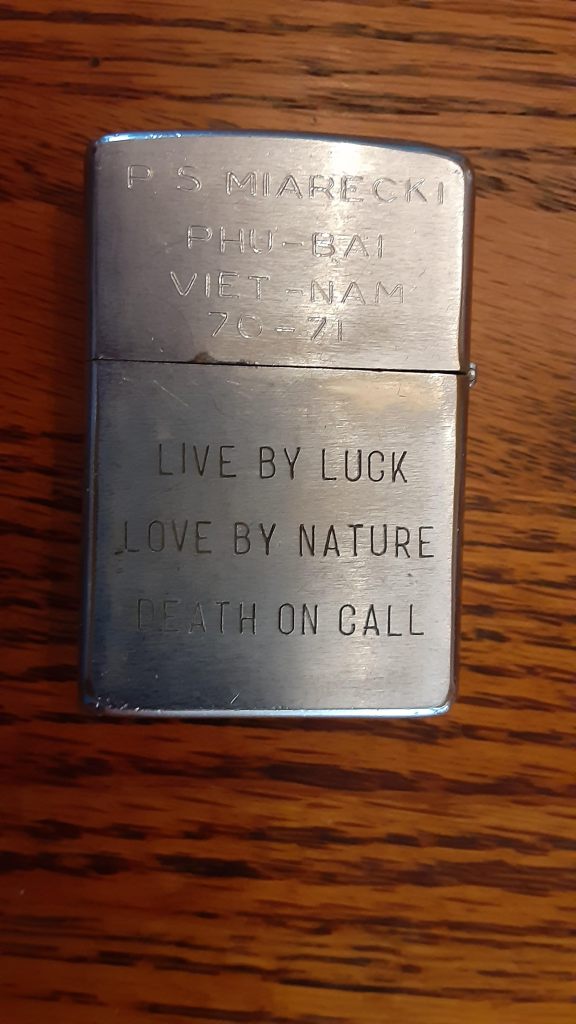 P S MIARECKI
PHU-BAI
VIET-NAM
70-71
LIVE BY LUCK
LOVE BY NATURE
DEATH ON CALL